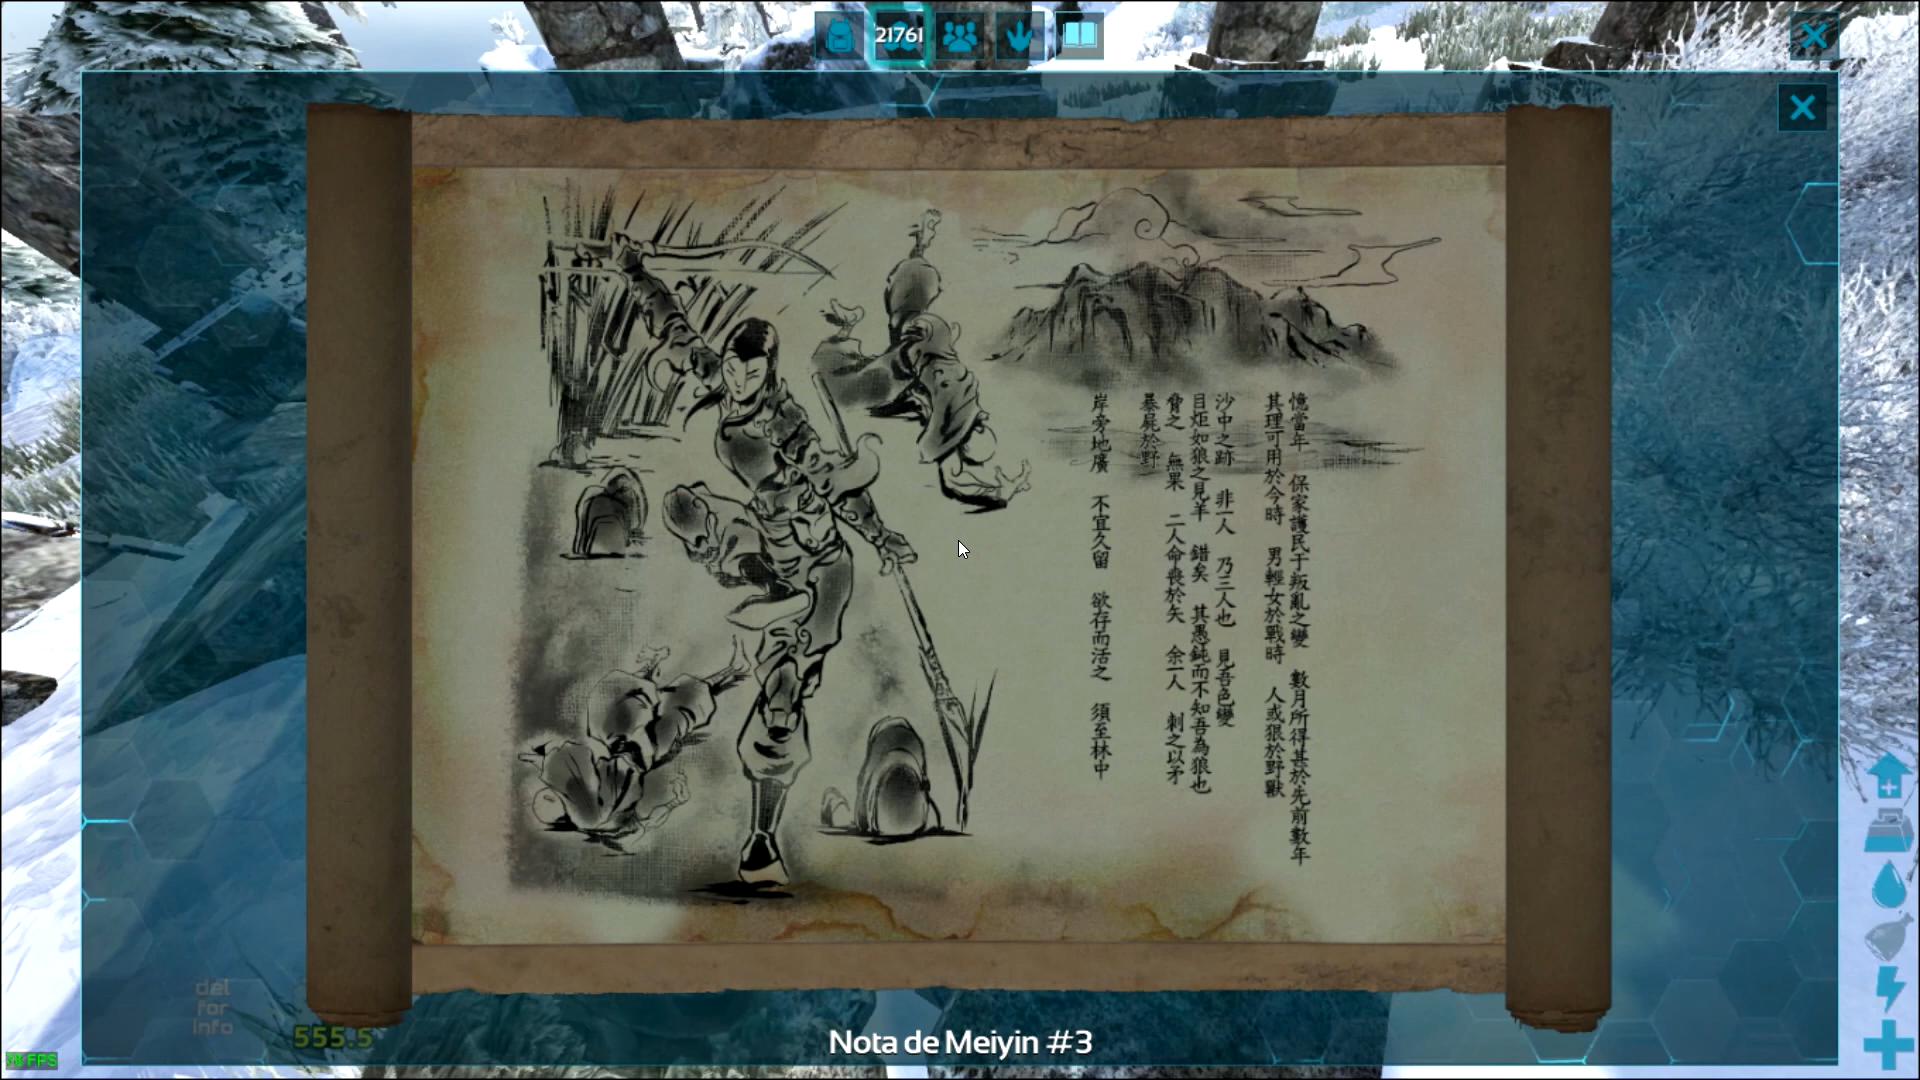 21761
憶當年 保家護民于叛亂之變 數月所得甚於先前數年
其理可用於今時 男輕女於戰時 人或狠於野獸
沙中之跡 非一人 乃三人也 見吾色變
目炬如狼之見羊 錯矣 其愚鈍而不知吾為狼也
脅之 無果 二人命喪於矢 余一人 刺之以矛
暴屍於野
岸旁地廣 不宜久留 欲存而活之 須至林中
del
for
Info
555.5
Nota de Meiyin #3
FPS